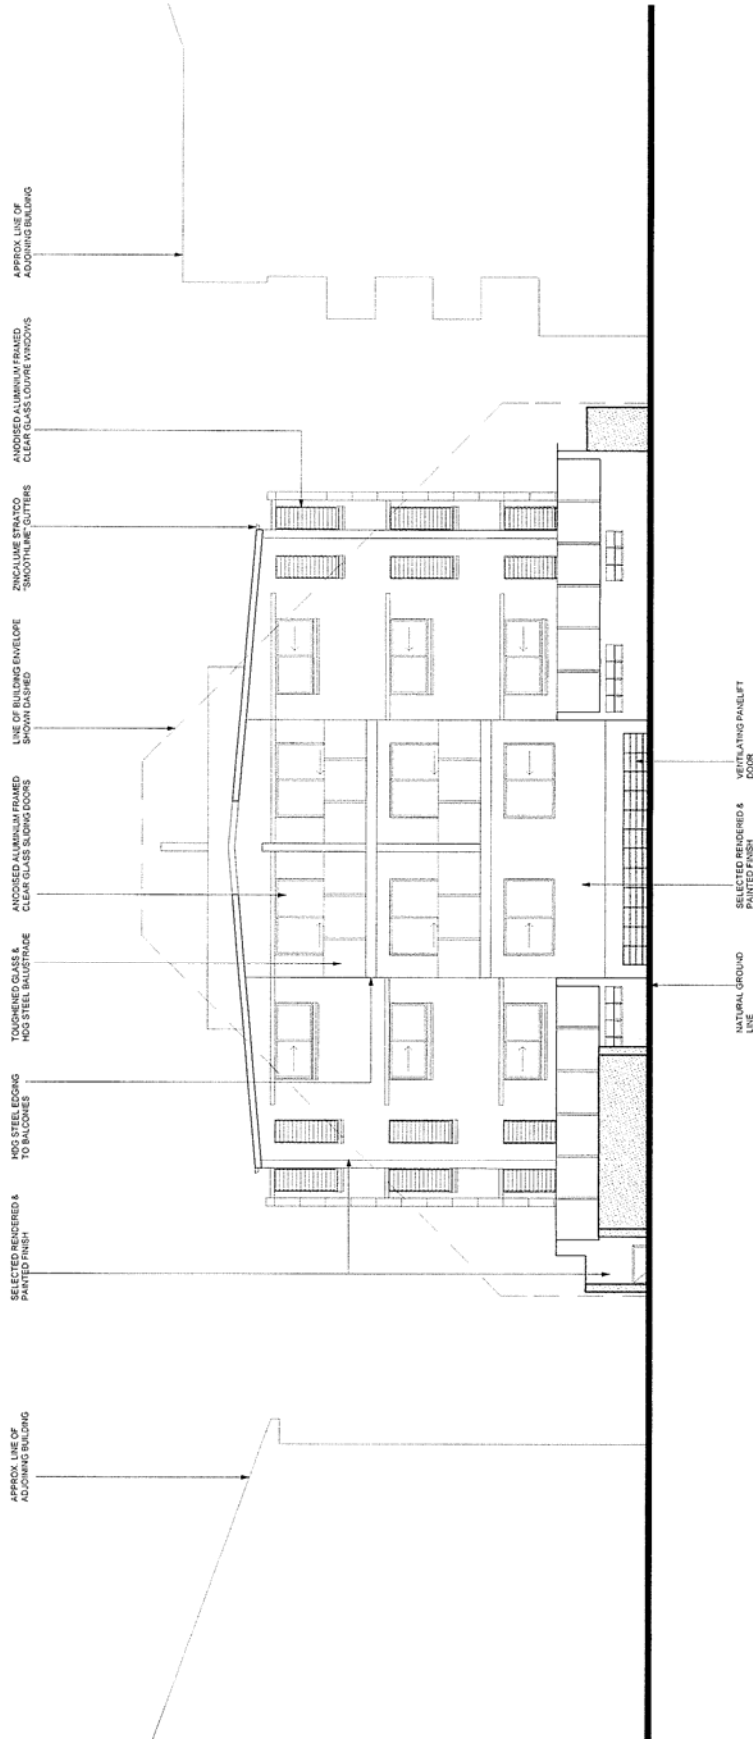 APPROX. LINE OF
ADJOINING BUILDING
SELECTED RENDERED &
PAINTED FINISH
HDG STEEL EDGING
TO BALCONIES
TOUGHENED GLASS &
HDG STEEL BALUSTRADE
ANODISED ALUMINIUM FRAMED
CLEAR GLASS SLIDING DOORS
LINE OF BUILDING ENVELOPE
SHOWN DASHED
ZINCALUME STRATCO
"SMOOTHLINE" GUTTERS
ANODISED ALUMINIUM FRAMED
CLEAR GLASS LOUVRE WINDOWS
APPROX. LINE OF
ADJOINING BUILDING
NATURAL GROUND
LINE
SELECTED RENDERED &
PAINTED FINISH
VENTILATING PANELIFT
DOOR